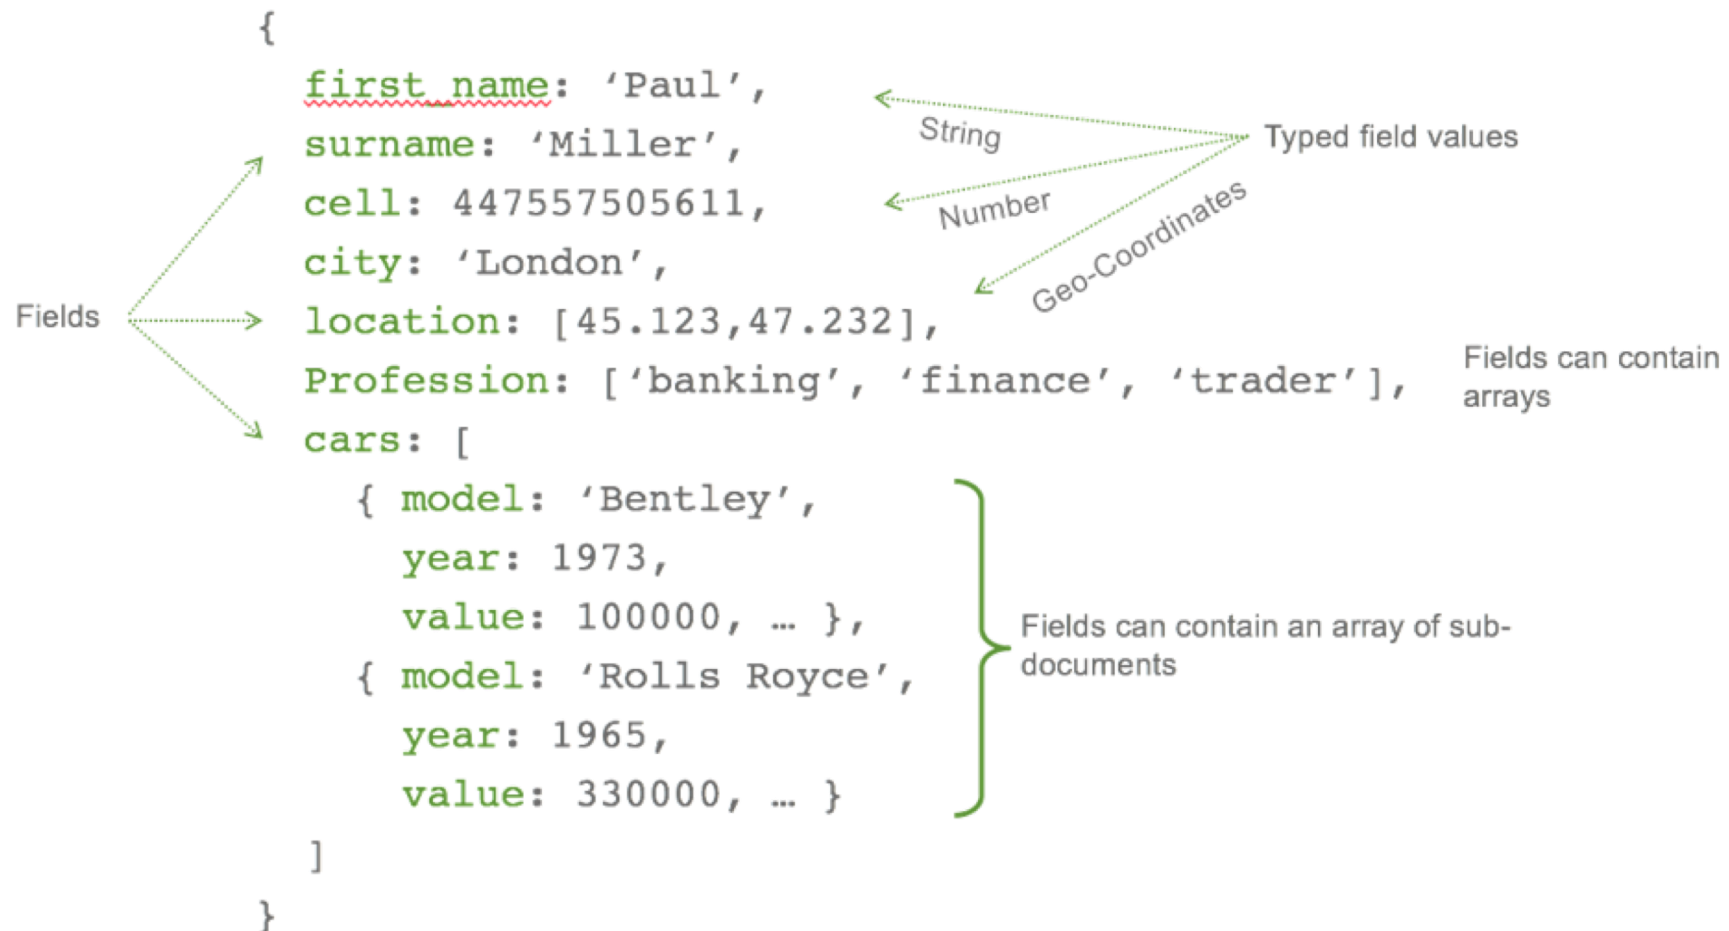 {
first_name: ‘Paul’,
String
Typed field values
surname: ‘Miller’,
cell: 447557505611,
Number
city: ‘London’,
Geo-Coordinates
Fields
location: [45.123,47.232],
Profession: [‘banking’, ‘finance’, ‘trader’],
Fields can contain
arrays
cars: [
{ model: ‘Bentley’,
year: 1973,
value: 100000, … },
Fields can contain an array of sub-
documents
{ model: ‘Rolls Royce’,
year: 1965,
value: 330000, … }
]
}